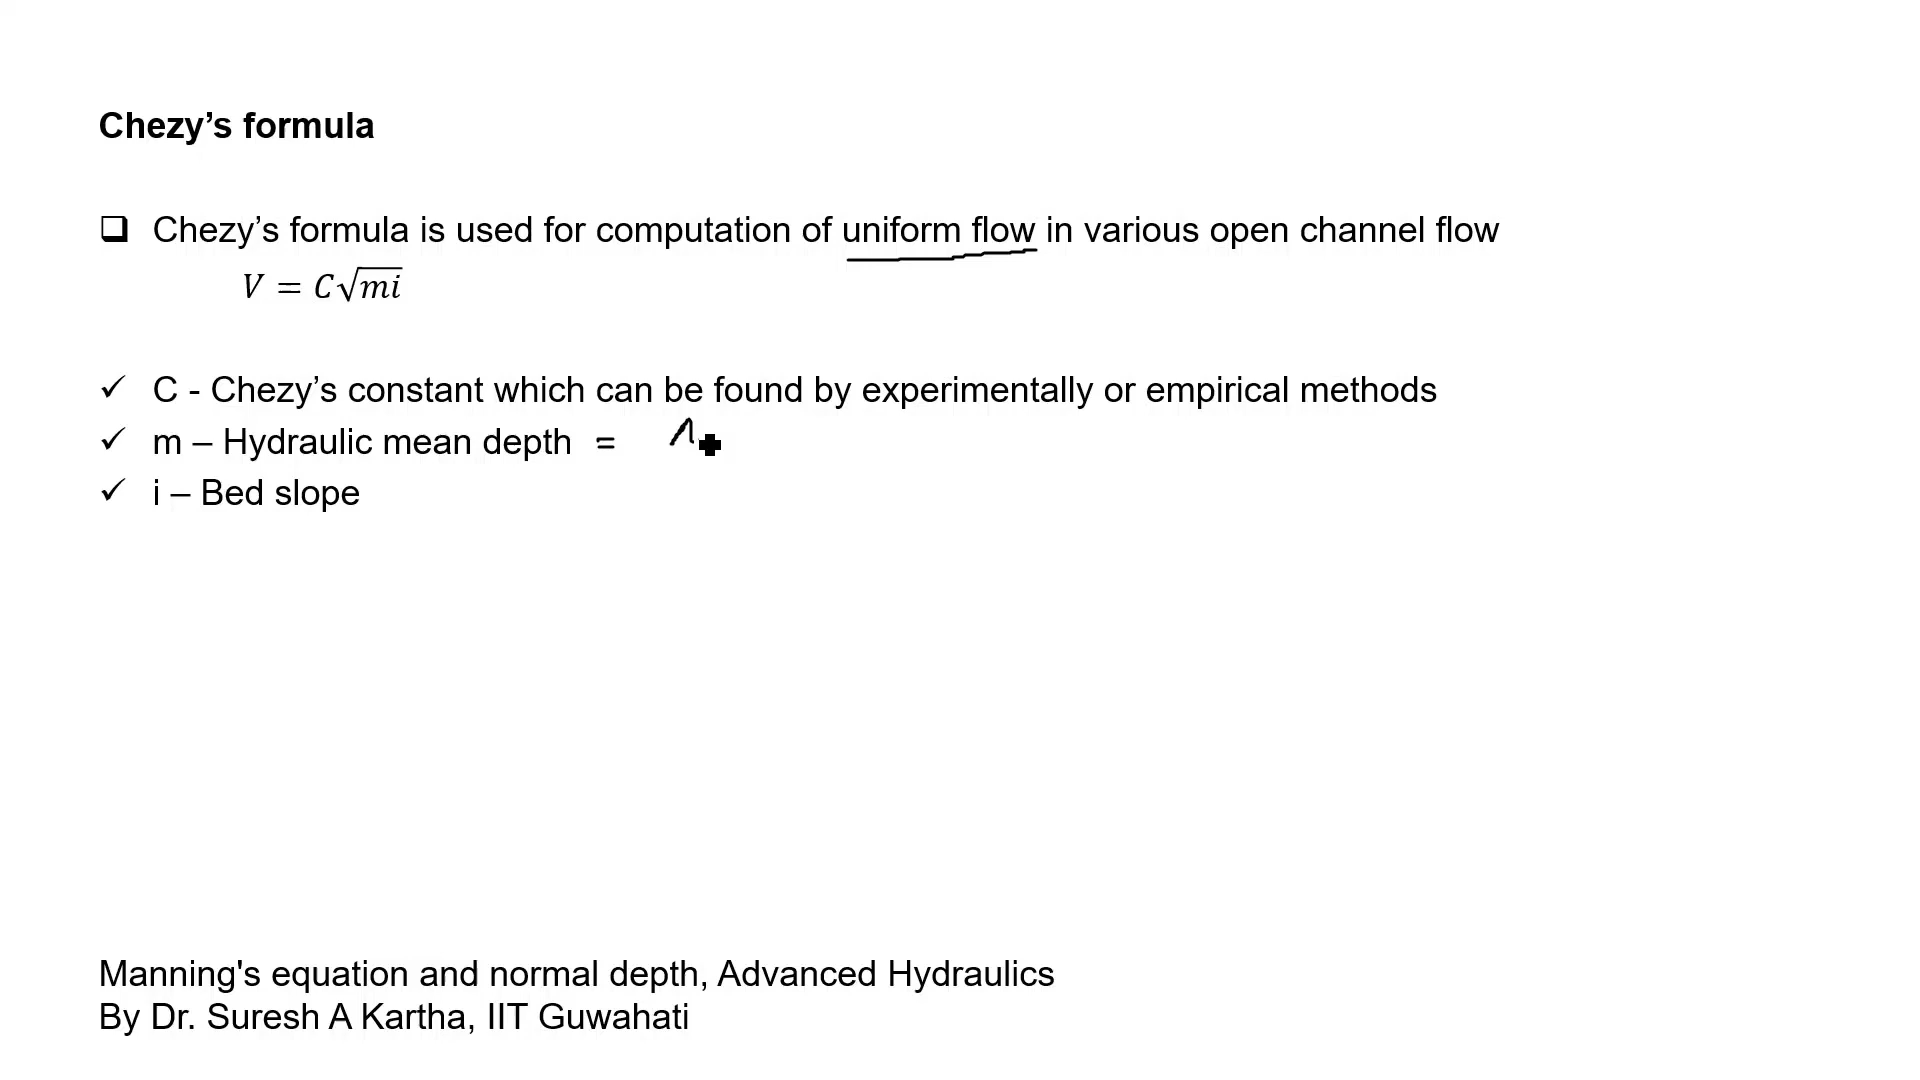 Chezy’s formula
❑ Chezy’s formula is used for computation of uniform flow in various open channel flow
V = C√mi
✓ C - Chezy’s constant which can be found by experimentally or empirical methods
✓ m – Hydraulic mean depth =
✓ i – Bed slope
Manning's equation and normal depth, Advanced Hydraulics
By Dr. Suresh A Kartha, IIT Guwahati